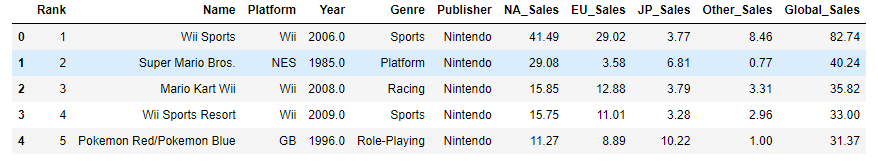 Rank Name Platform Year Genre Publisher NA_Sales EU_Sales JP_Sales Other_Sales Global_Sales
0 1 Wii Sports Wii 2006.0 Sports Nintendo 41.49 29.02 3.77 8.46 82.74
1 2 Super Mario Bros. NES 1985.0 Platform Nintendo 29.08 3.58 6.81 0.77 40.24
2 3 Mario Kart Wii Wii 2008.0 Racing Nintendo 15.85 12.88 3.79 3.31 35.82
3 4 Wii Sports Resort Wii 2009.0 Sports Nintendo 15.75 11.01 3.28 2.96 33.00
4 5 Pokemon Red/Pokemon Blue GB 1996.0 Role-Playing Nintendo 11.27 8.89 10.22 1.00 31.37